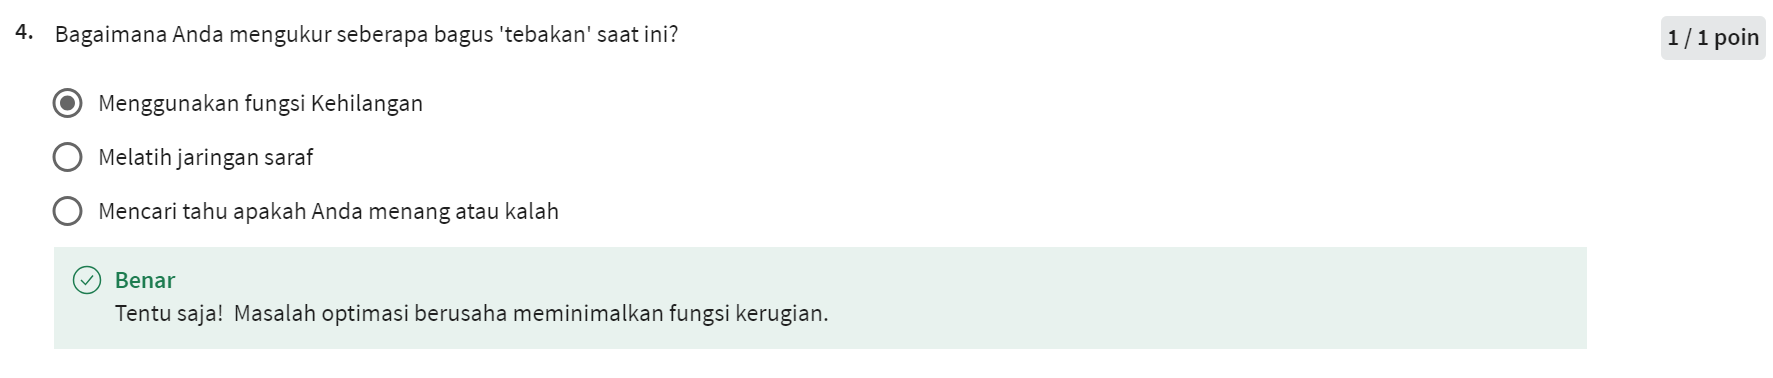 4. Bagaimana Anda mengukur seberapa bagus 'tebakan' saat ini?
1 / 1 poin
Menggunakan fungsi Kehilangan
Melatih jaringan saraf
Mencari tahu apakah Anda menang atau kalah
Benar
Tentu saja! Masalah optimasi berusaha meminimalkan fungsi kerugian.